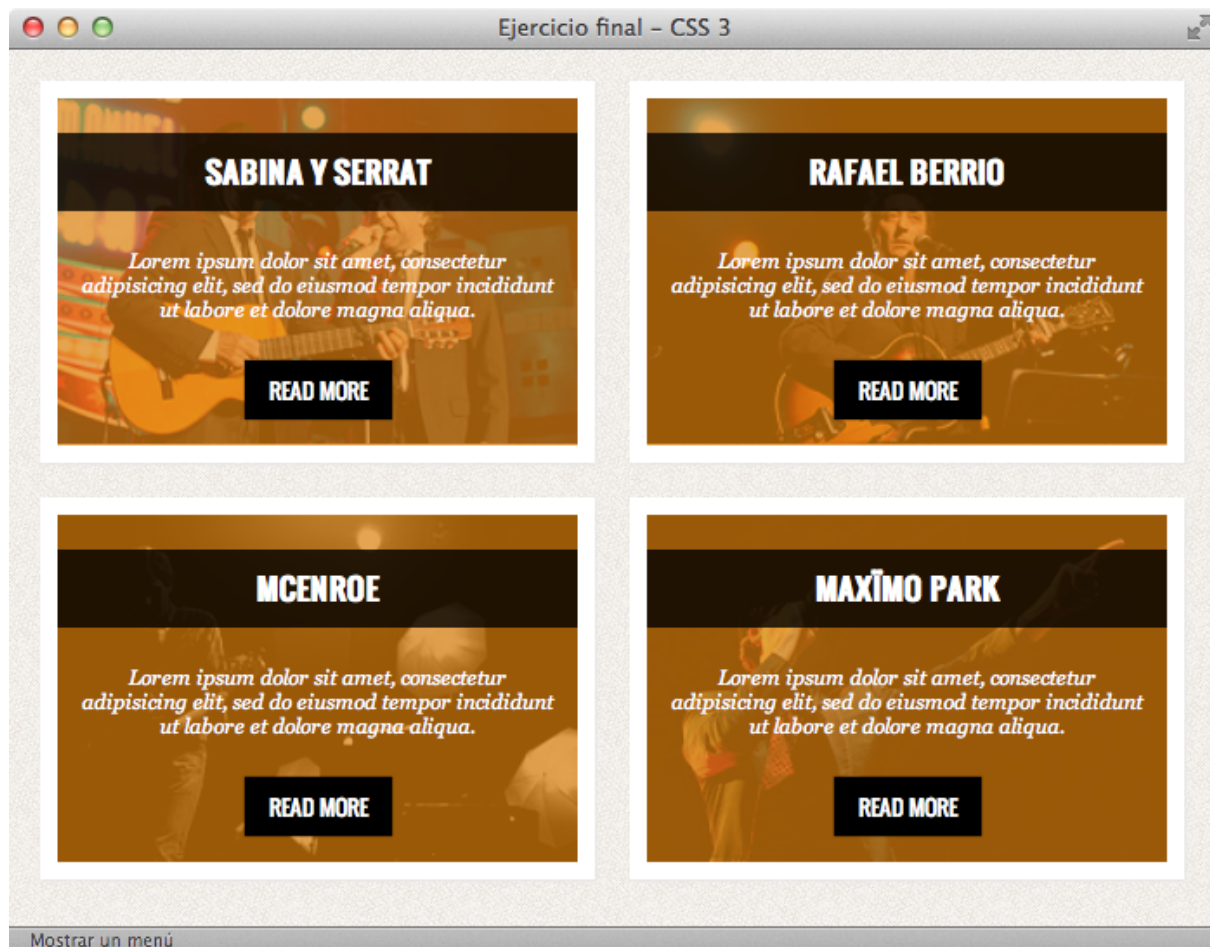 Ejercicio final – CSS 3
SABINA Y SERRAT
Lorem ipsum dolor sit amet, consectetur
adipisicing elit, sed do eiusmod tempor incididunt
ut labore et dolore magna aliqua.
READ MORE
RAFAEL BERRIO
Lorem ipsum dolor sit amet, consectetur
adipisicing elit, sed do eiusmod tempor incididunt
ut labore et dolore magna aliqua.
READ MORE
MCENROE
Lorem ipsum dolor sit amet, consectetur
adipisicing elit, sed do eiusmod tempor incididunt
ut labore et dolore magna aliqua.
READ MORE
MAXÏMO PARK
Lorem ipsum dolor sit amet, consectetur
adipisicing elit, sed do eiusmod tempor incididunt
ut labore et dolore magna aliqua.
READ MORE
Mostrar un menú